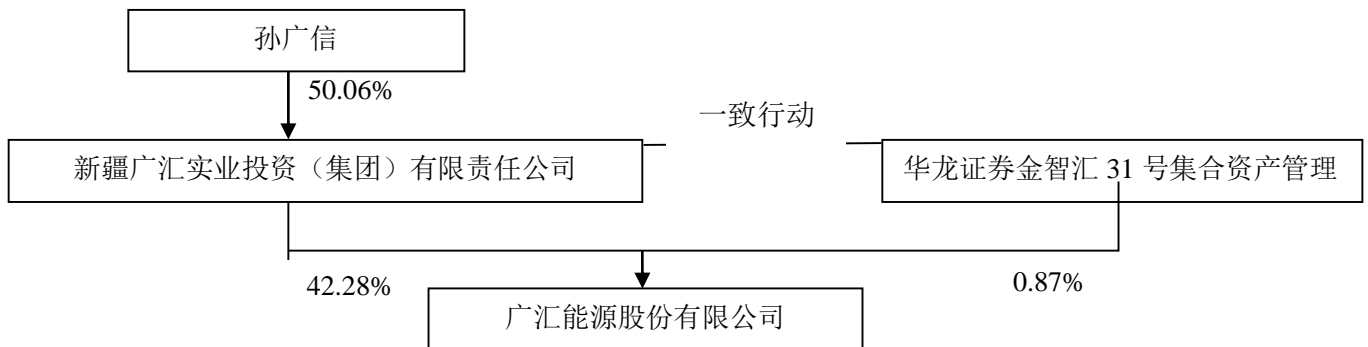 孙广信
50.06%
一致行动
新疆广汇实业投资（集团）有限责任公司
华龙证券金智汇 31 号集合资产管理
42.28%
0.87%
广汇能源股份有限公司